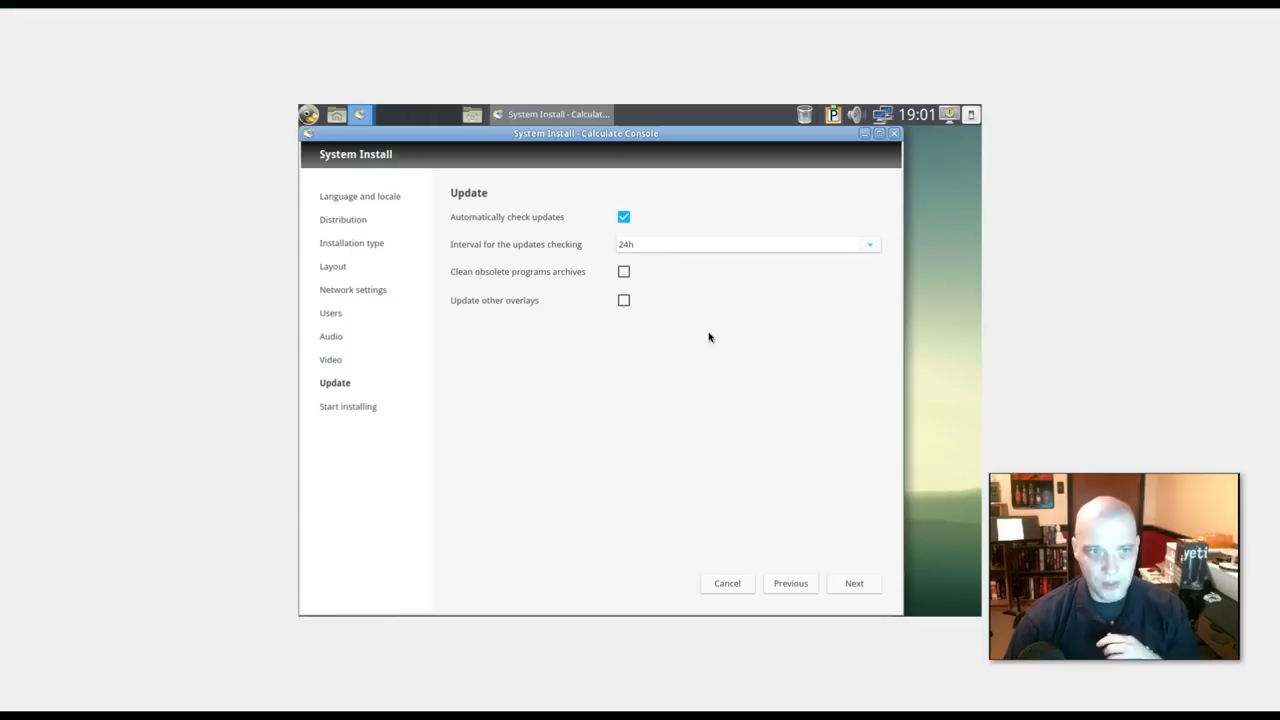 System Install - Calculat...
19:01
System Install - Calculate Console
System Install
Language and locale
Distribution
Installation type
Layout
Network settings
Users
Audio
Video
Update
Start installing
Update
Automatically check updates
Interval for the updates checking
24h
Clean obsolete programs archives
Update other overlays
Cancel
Previous
Next
yeti